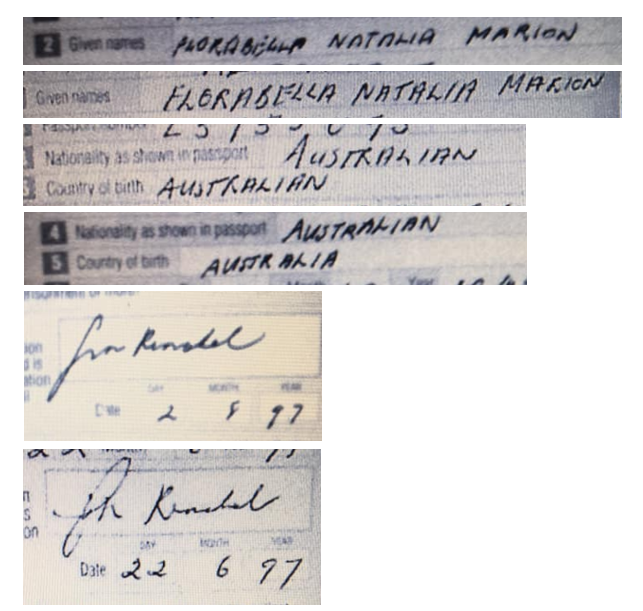 2 Given names FLORABELLA NATALIA MARION
Given names FLORABELLA NATALIA MARION
Nationality as shown in passport AUSTRALIAN
Country of birth AUSTRALIAN
4 Nationality as shown in passport AUSTRALIAN
5 Country of birth AUSTRALIA
DAY MONTH YEAR
Date 2 8 97
DAY MONTH YEAR
Date 22 6 97